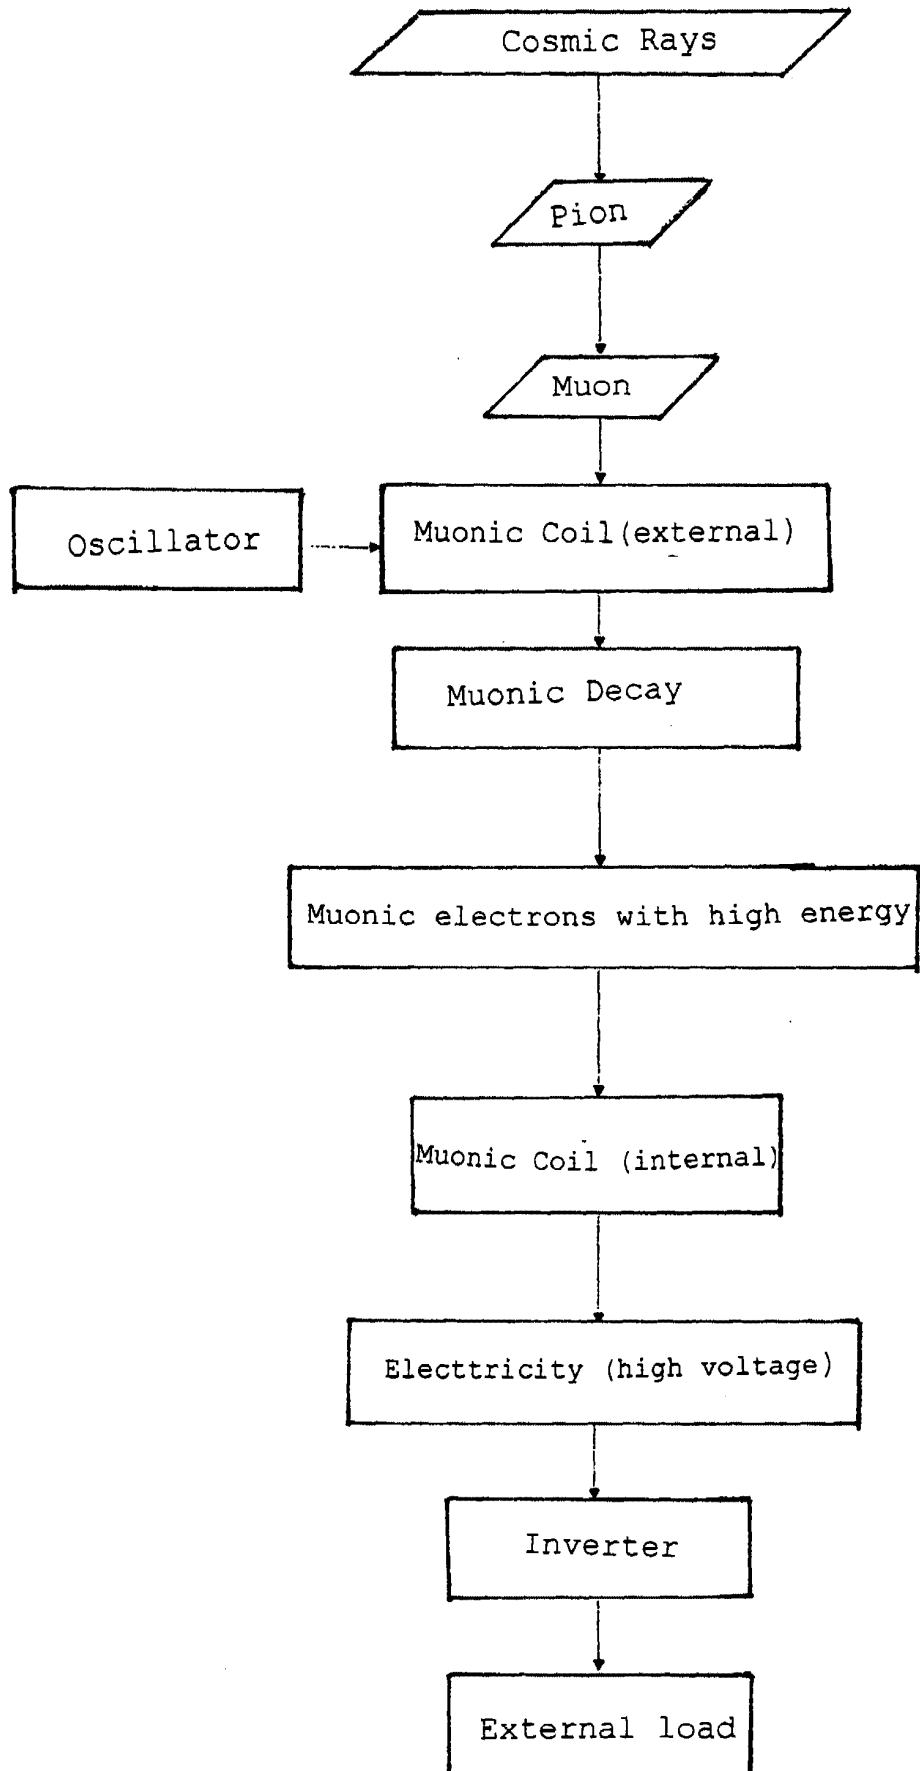 Cosmic Rays
Pion
Muon
Oscillator
Muonic Coil(external)
Muonic Decay
Muonic electrons with high energy
Muonic Coil (internal)
Electtricity (high voltage)
Inverter
External load